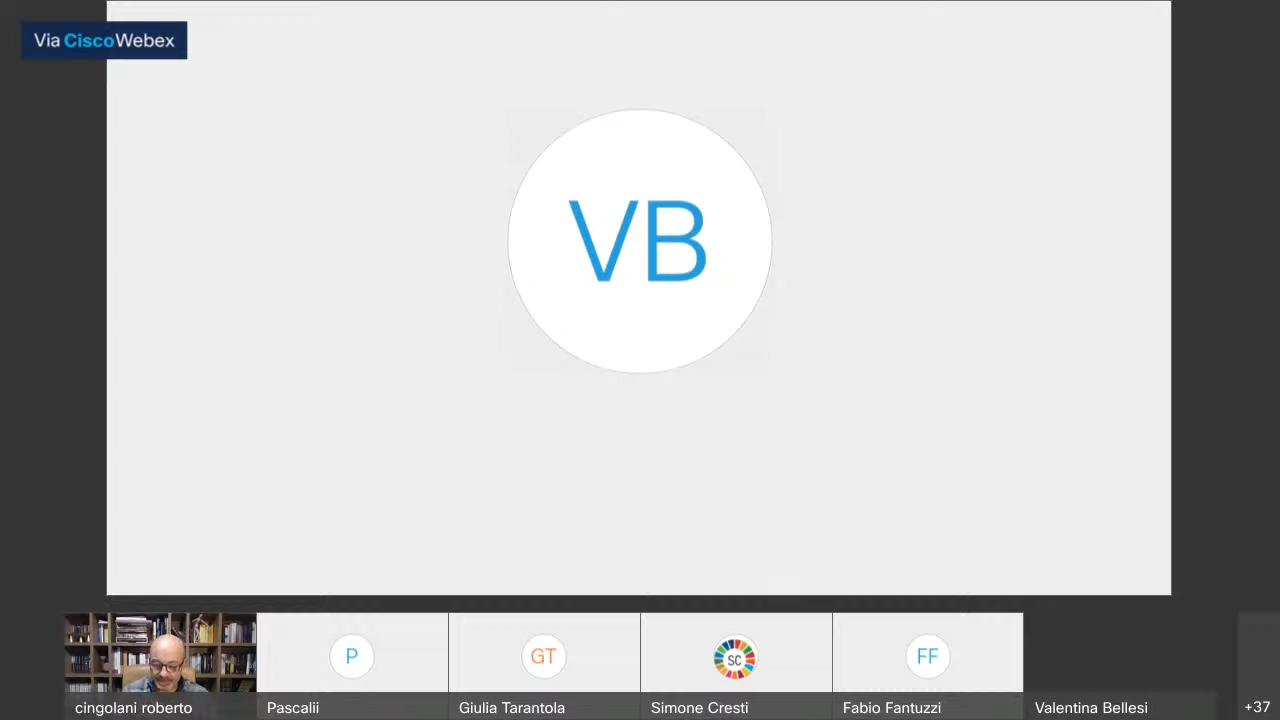 Via CiscoWebex
VB
P
GT
SC
FF
cingolani roberto
Pascalii
Giulia Tarantola
Simone Cresti
Fabio Fantuzzi
Valentina Bellesi
+37